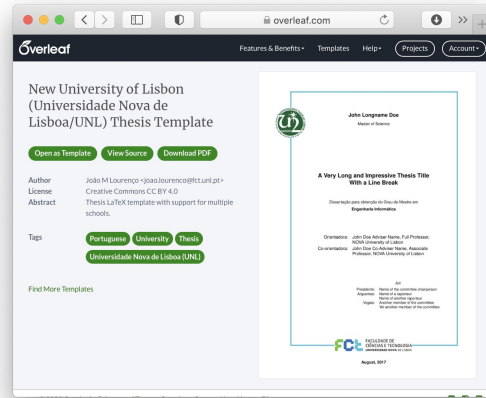 overleaf.com
Overleaf
Features & Benefits
Templates
Help
Projects
Account
New University of Lisbon
(Universidade Nova de
Lisboa/UNL) Thesis Template
Open as Template
View Source
Download PDF
Author João M Lourenço <joao.lourenco@fct.unl.pt>
License Creative Commons CC BY 4.0
Abstract Thesis LaTeX template with support for multiple
schools.
Tags Portuguese University Thesis
Universidade Nova de Lisboa (UNL)
Find More Templates
John Longname Doe
Master of Science
A Very Long and Impressive Thesis Title
With a Line Break
Dissertação para obtenção do Grau de Mestre em
Engenharia Informática
Orientadora: John Doe Adviser Name, Full Professor,
NOVA University of Lisbon
Co-orientadora: John Doe Co-Adviser Name, Associate
Professor, NOVA University of Lisbon
Júri
Presidente: Name of the committee chairperson
Arguentes: Name of a raporteur
Name of another raporteur
Vogais: Another member of the committee
Yet another member of the committee
FCT FACULDADE DE
CIÊNCIAS E TECNOLOGIA
UNIVERSIDADE NOVA DE LISBOA
August, 2017